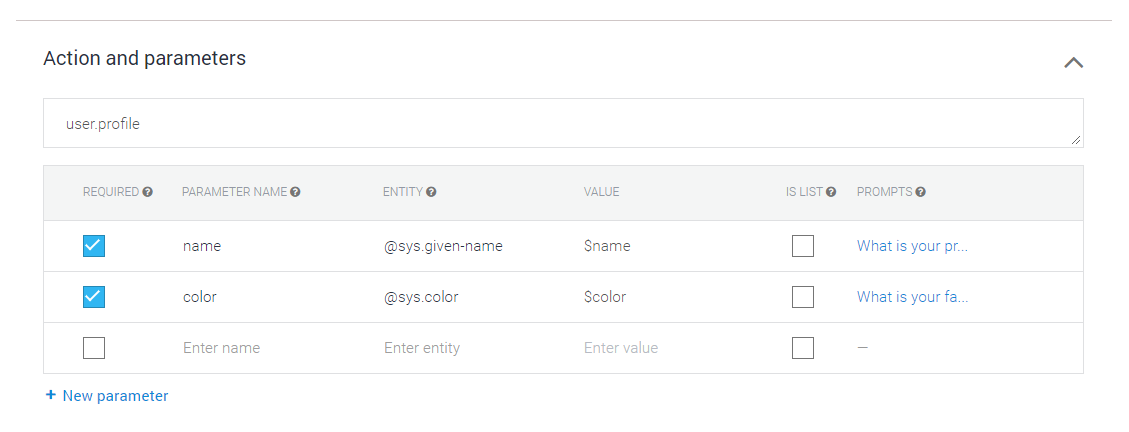 Action and parameters
user.profile
REQUIRED PARAMETER NAME ENTITY VALUE IS LIST PROMPTS
name @sys.given-name $name What is your pr...
color @sys.color $color What is your fa...
Enter name Enter entity Enter value —
+ New parameter